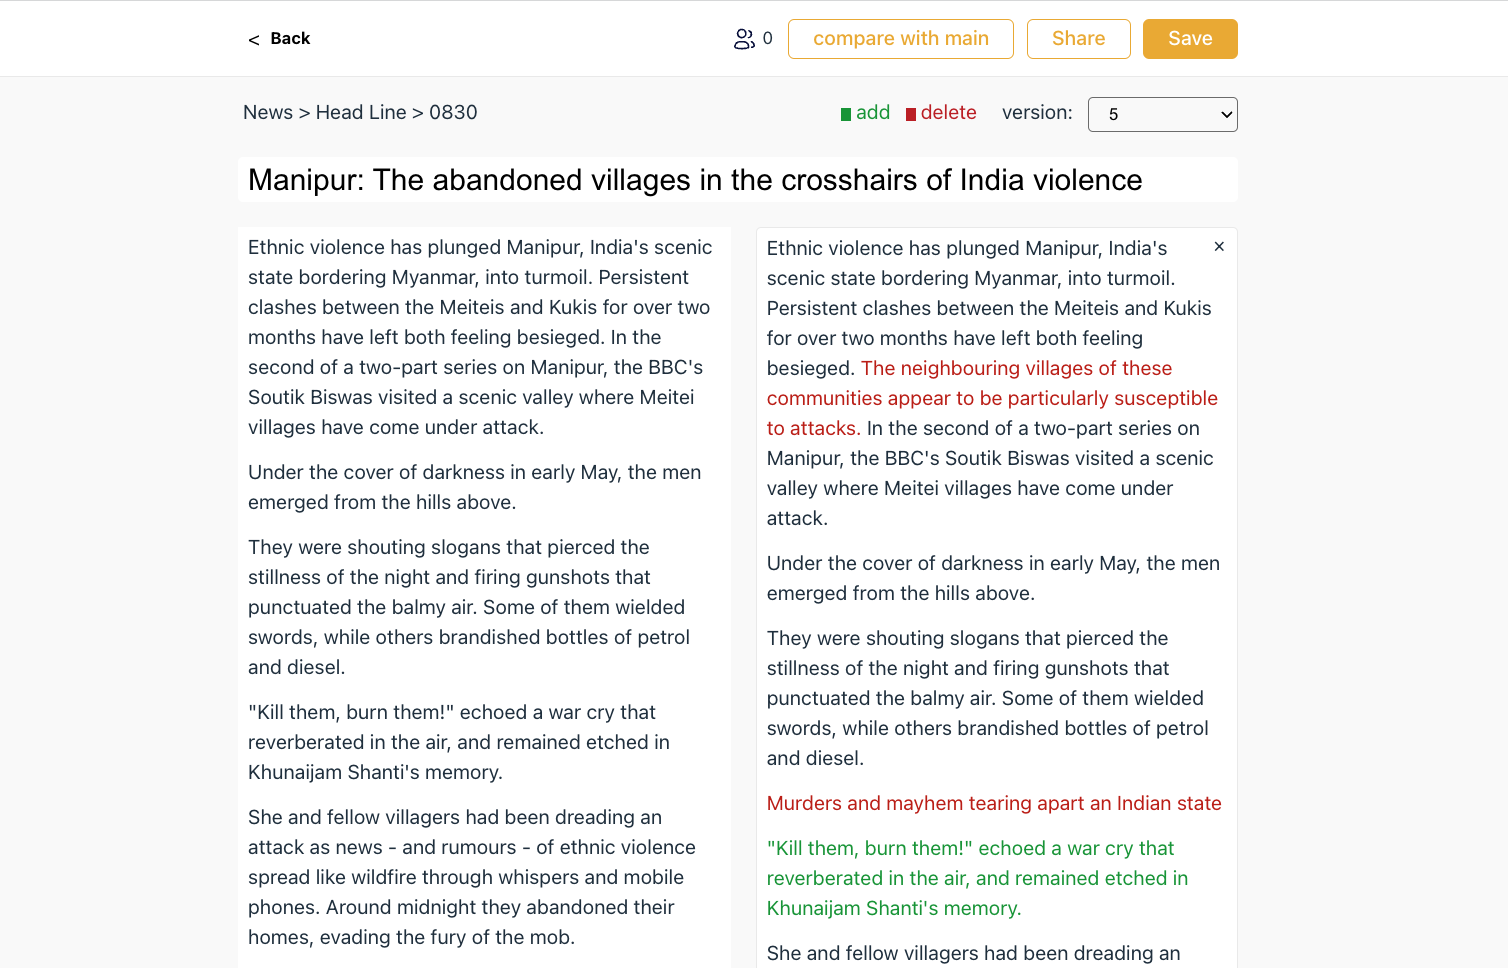 < Back
0
compare with main
Share
Save
News > Head Line > 0830
add
delete
version:
5
Manipur: The abandoned villages in the crosshairs of India violence
Ethnic violence has plunged Manipur, India's scenic
state bordering Myanmar, into turmoil. Persistent
clashes between the Meiteis and Kukis for over two
months have left both feeling besieged. In the
second of a two-part series on Manipur, the BBC's
Soutik Biswas visited a scenic valley where Meitei
villages have come under attack.
Under the cover of darkness in early May, the men
emerged from the hills above.
They were shouting slogans that pierced the
stillness of the night and firing gunshots that
punctuated the balmy air. Some of them wielded
swords, while others brandished bottles of petrol
and diesel.
"Kill them, burn them!" echoed a war cry that
reverberated in the air, and remained etched in
Khunaijam Shanti's memory.
She and fellow villagers had been dreading an
attack as news - and rumours - of ethnic violence
spread like wildfire through whispers and mobile
phones. Around midnight they abandoned their
homes, evading the fury of the mob.
Ethnic violence has plunged Manipur, India's
×
scenic state bordering Myanmar, into turmoil.
Persistent clashes between the Meiteis and Kukis
for over two months have left both feeling
besieged. The neighbouring villages of these
communities appear to be particularly susceptible
to attacks. In the second of a two-part series on
Manipur, the BBC's Soutik Biswas visited a scenic
valley where Meitei villages have come under
attack.
Under the cover of darkness in early May, the men
emerged from the hills above.
They were shouting slogans that pierced the
stillness of the night and firing gunshots that
punctuated the balmy air. Some of them wielded
swords, while others brandished bottles of petrol
and diesel.
Murders and mayhem tearing apart an Indian state
"Kill them, burn them!" echoed a war cry that
reverberated in the air, and remained etched in
Khunaijam Shanti's memory.
She and fellow villagers had been dreading an